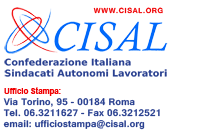 WWW.CISAL.ORG
CISAL
Confederazione Italiana
Sindacati Autonomi Lavoratori
Ufficio Stampa:
Via Torino, 95 - 00184 Roma
Tel. 06.3211627 - Fax 06.3212521
email: ufficiostampa@cisal.org